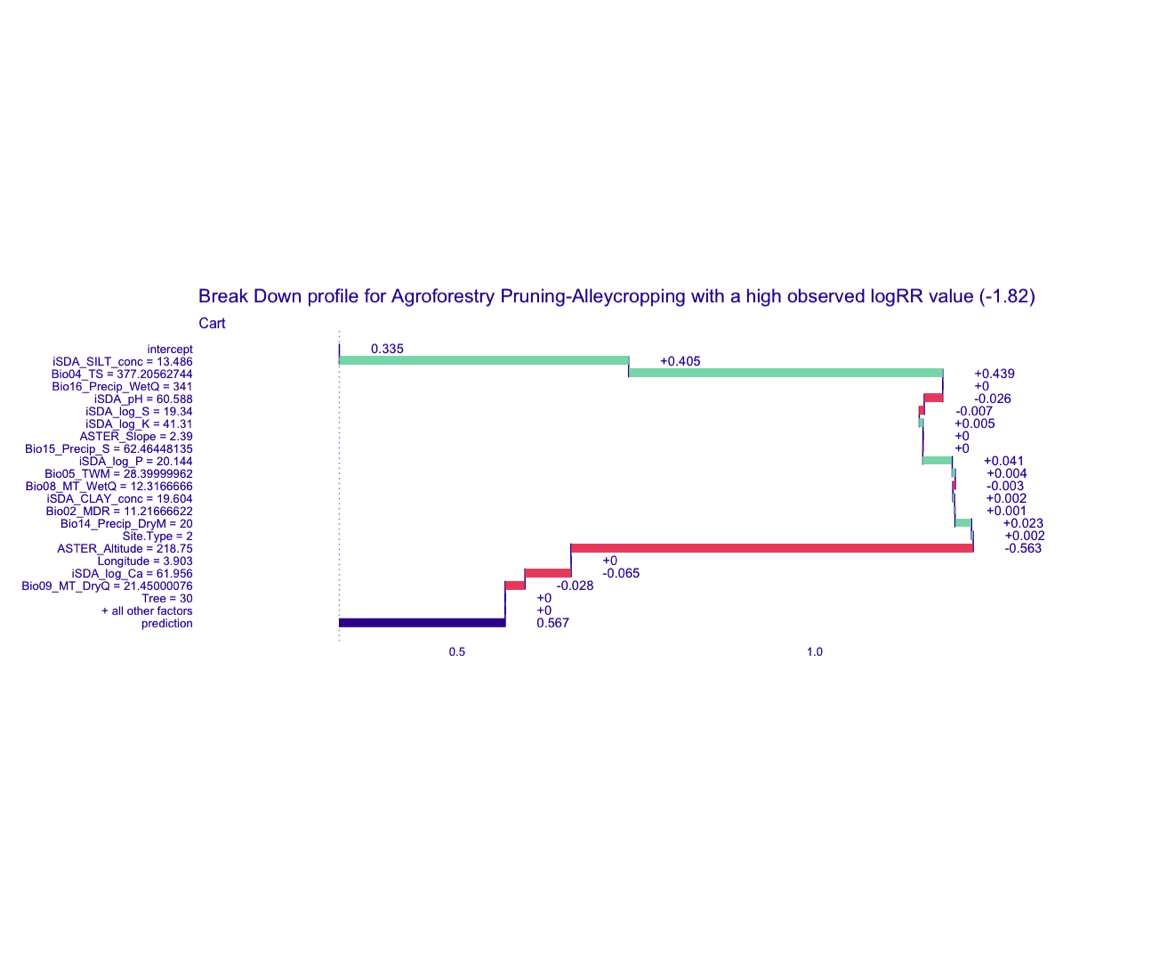 Break Down profile for Agroforestry Pruning-Alleycropping with a high observed logRR value (-1.82)
Cart
intercept 0.335
iSDA_SILT_conc = 13.486 +0.405
Bio04_TS = 377.20562744 +0.439
Bio16_Precip_WetQ = 341 +0
iSDA_pH = 60.588 -0.026
iSDA_log_S = 19.34 -0.007
iSDA_log_K = 41.31 +0.005
ASTER_Slope = 2.39 +0
Bio15_Precip_S = 62.46448135 +0
iSDA_log_P = 20.144 +0.041
Bio05_TWM = 28.39999962 +0.004
Bio08_MT_WetQ = 12.3166666 -0.003
iSDA_CLAY_conc = 19.604 +0.002
Bio02_MDR = 11.21666622 +0.001
Bio14_Precip_DryM = 20 +0.023
Site.Type = 2 +0.002
ASTER_Altitude = 218.75 -0.563
Longitude = 3.903 +0
iSDA_log_Ca = 61.956 -0.065
Bio09_MT_DryQ = 21.45000076 -0.028
Tree = 30 +0
+ all other factors +0
prediction 0.567
0.5 1.0